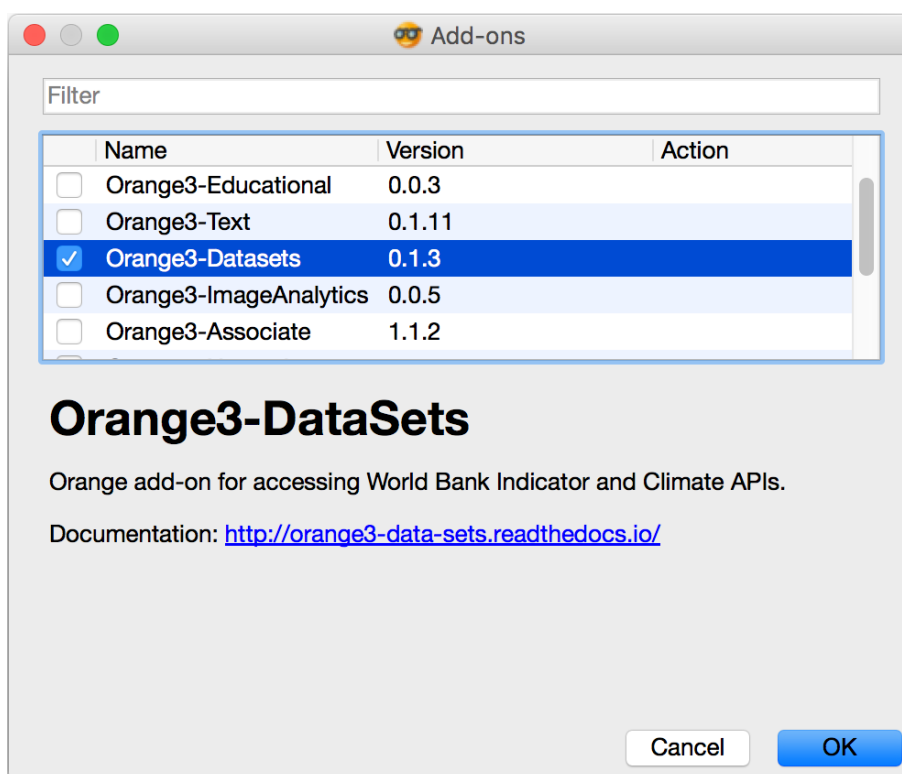 Add-ons
Filter
Name Version Action
Orange3-Educational 0.0.3
Orange3-Text 0.1.11
Orange3-Datasets 0.1.3
Orange3-ImageAnalytics 0.0.5
Orange3-Associate 1.1.2
Orange3-DataSets
Orange add-on for accessing World Bank Indicator and Climate APIs.
Documentation: http://orange3-data-sets.readthedocs.io/
Cancel OK